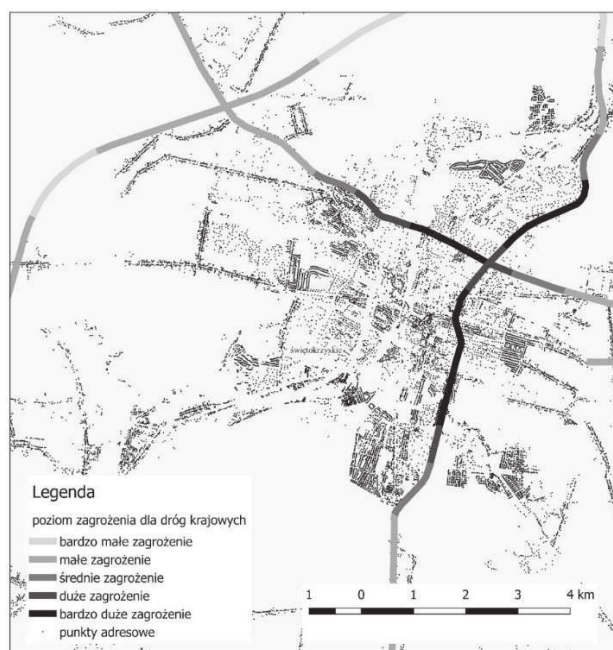 świętokrzyskie
Legenda
poziom zagrożenia dla dróg krajowych
bardzo małe zagrożenie
małe zagrożenie
średnie zagrożenie
duże zagrożenie
bardzo duże zagrożenie
punkty adresowe
1 0 1 2 3 4 km